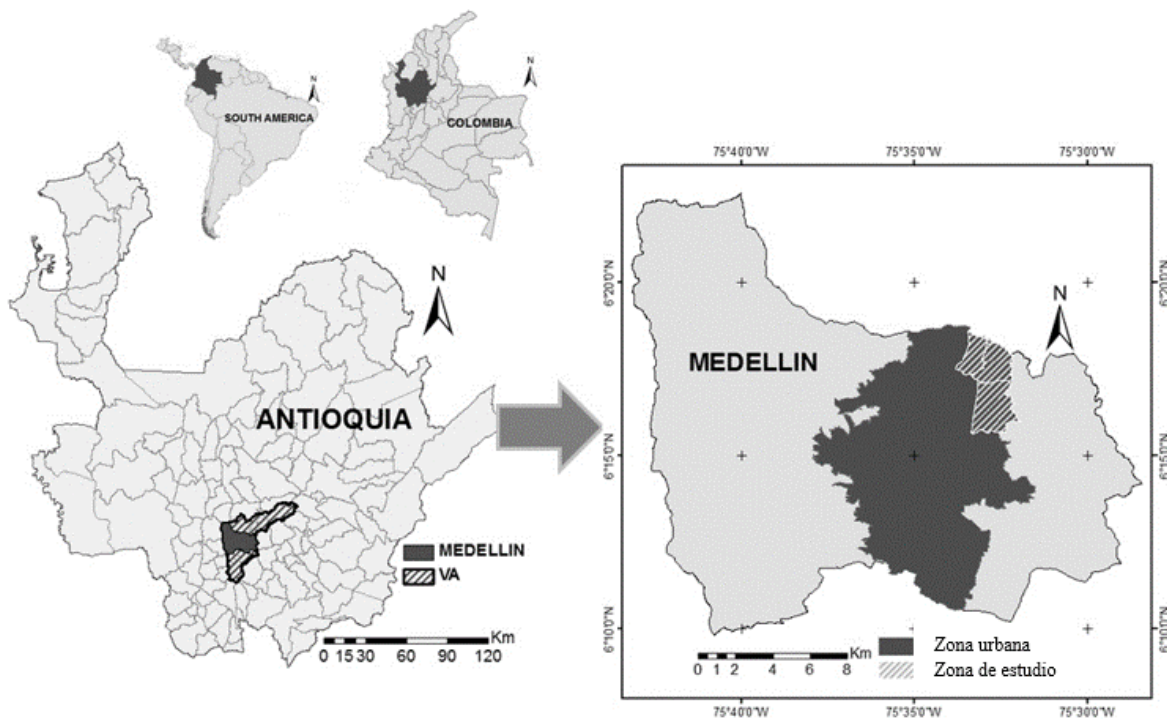 N
SOUTH AMERICA
N
COLOMBIA
N
ANTIOQUIA
MEDELLIN
VA
Km
0 15 30 60 90 120
75°40'0"W 75°35'0"W 75°30'0"W
6°20'0"N 6°20'0"N
N
MEDELLIN
6°15'0"N 6°15'0"N
6°10'0"N 6°10'0"N
Km
0 1 2 4 6 8
Zona urbana
Zona de estudio
75°40'0"W 75°35'0"W 75°30'0"W